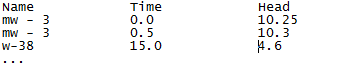 Name Time Head
mw - 3 0.0 10.25
mw - 3 0.5 10.3
w-38 15.0 4.6
...